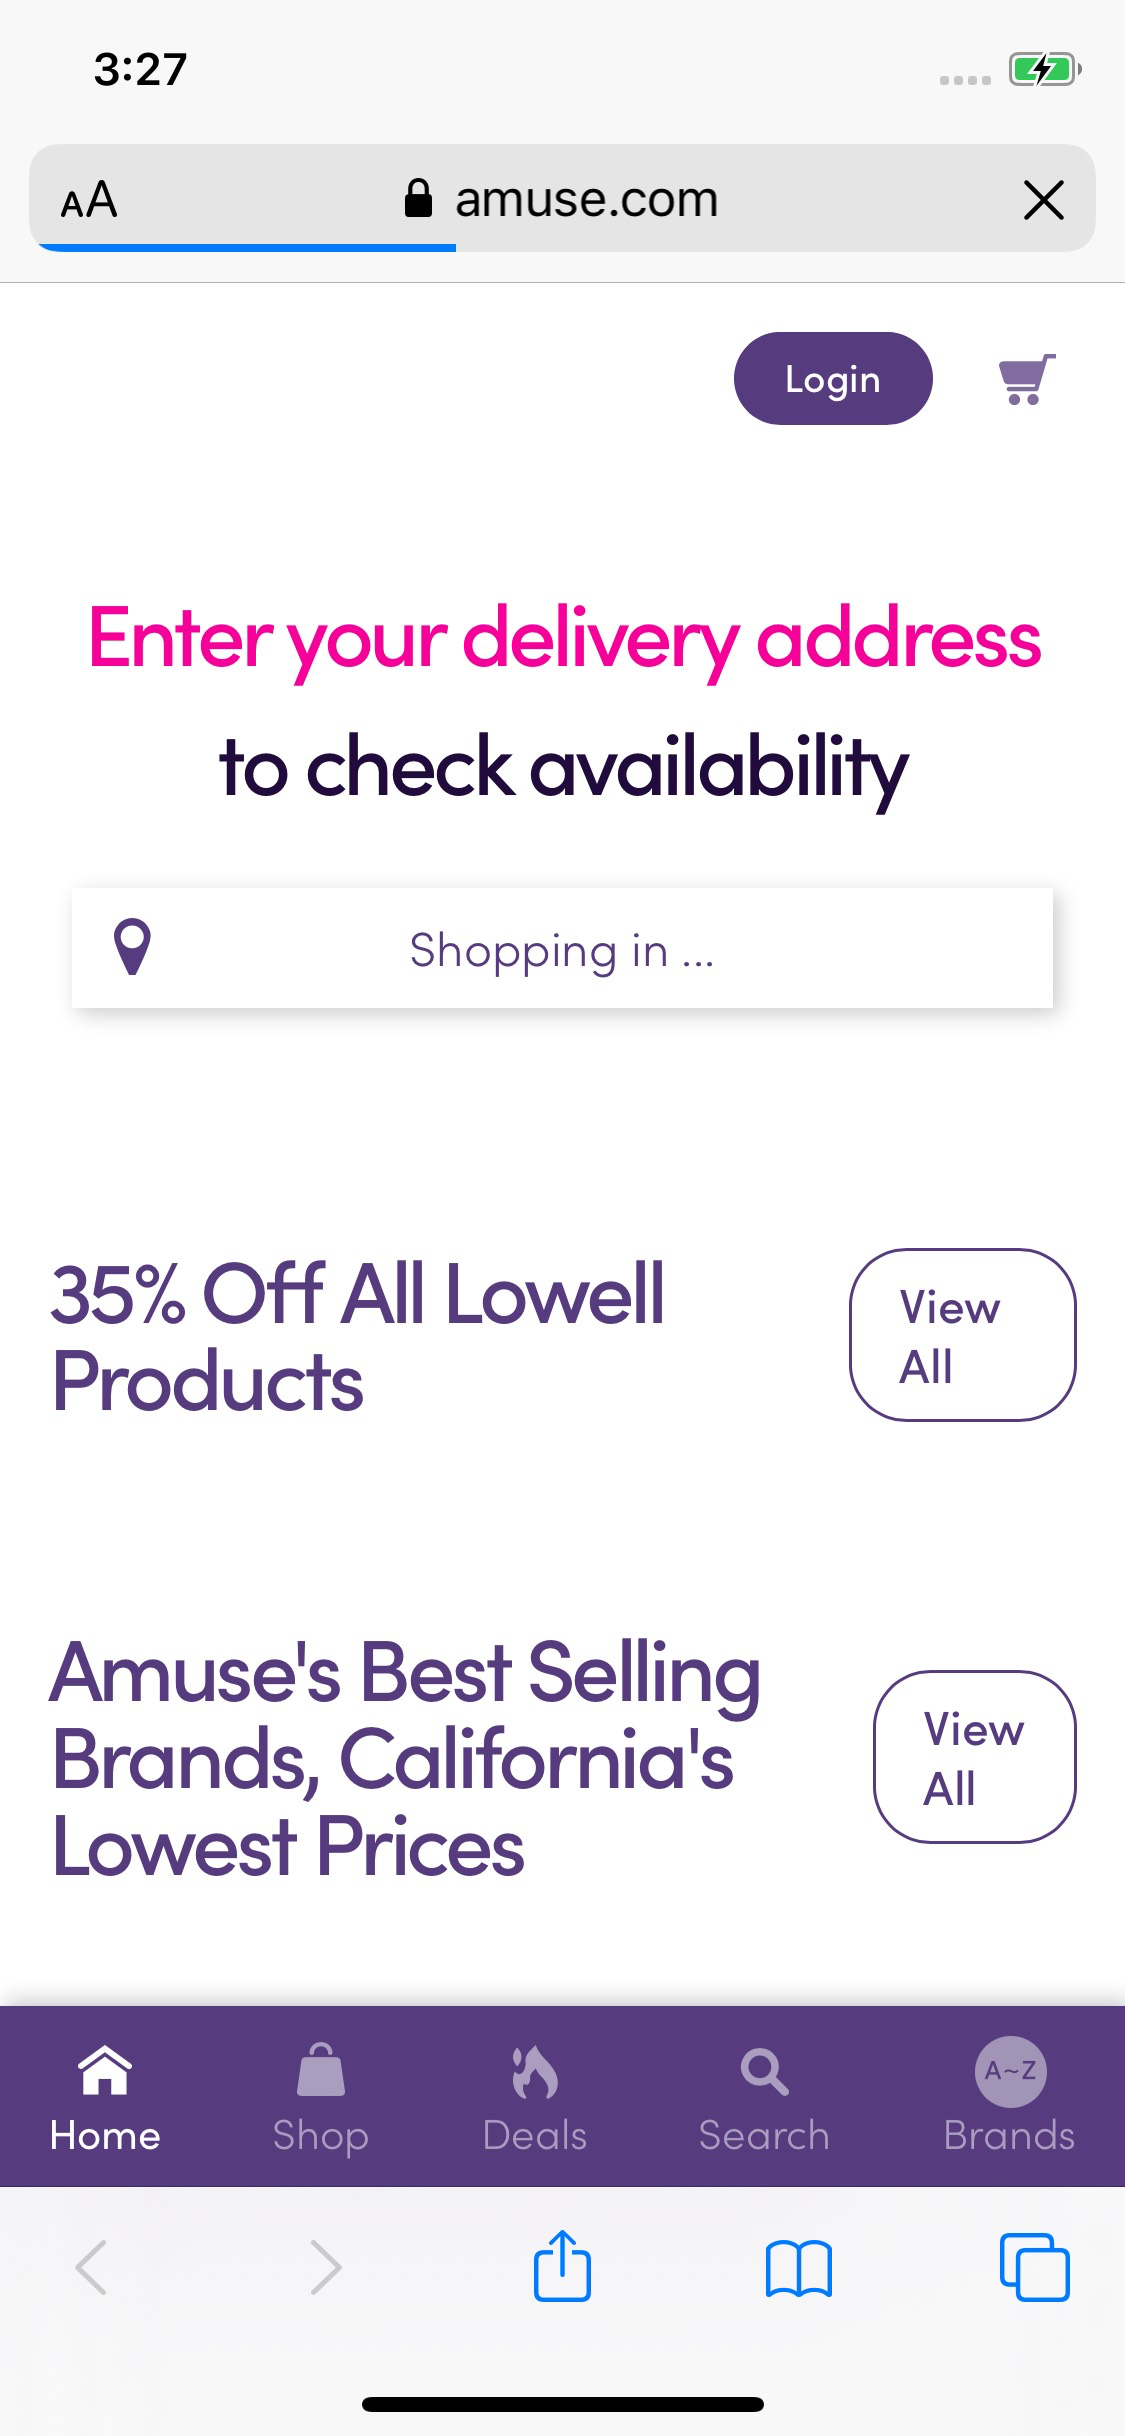 3:27
AA
amuse.com
Login
Enter your delivery address
to check availability
Shopping in ...
35% Off All Lowell
Products
View
All
Amuse's Best Selling
Brands, California's
Lowest Prices
View
All
A~Z
Home
Shop
Deals
Search
Brands